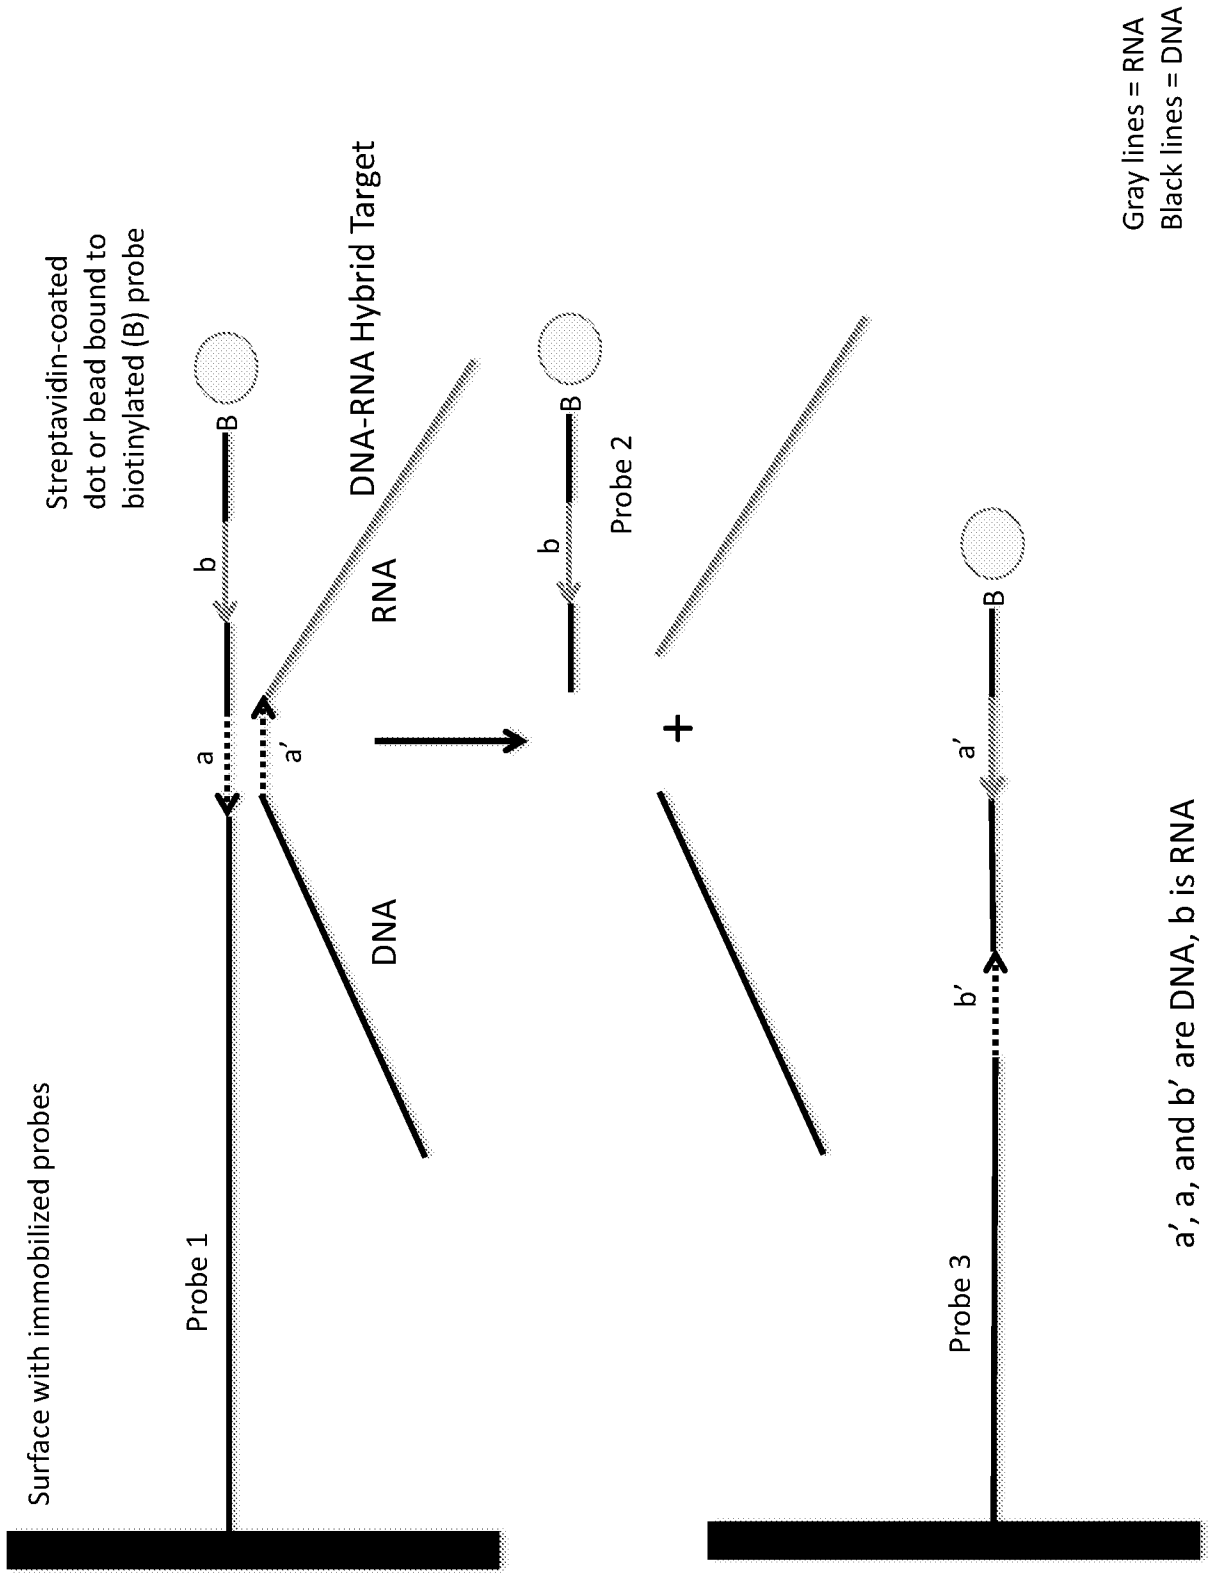 Surface with immobilized probes
Streptavidin-coated
dot or bead bound to
biotinylated (B) probe
Probe 1
a
b
B
a’
DNA
RNA
DNA-RNA Hybrid Target
b
B
Probe 2
+
Probe 3
b’
a’
B
a’, a, and b’ are DNA, b is RNA
Gray lines = RNA
Black lines = DNA